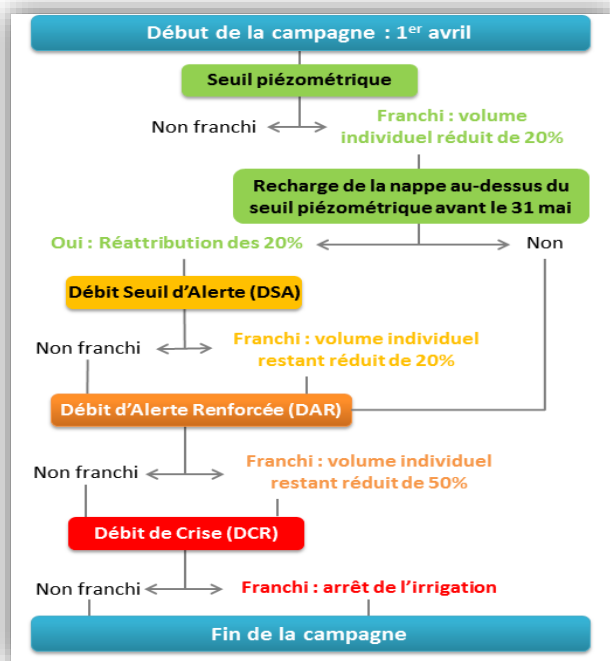 Début de la campagne : 1er avril
Seuil piézométrique
Non franchi
Franchi : volume
individuel réduit de 20%
Recharge de la nappe au-dessus du
seuil piézométrique avant le 31 mai
Oui : Réattribution des 20%
Non
Débit Seuil d'Alerte (DSA)
Non franchi
Franchi : volume individuel
restant réduit de 20%
Débit d'Alerte Renforcée (DAR)
Non franchi
Franchi : volume individuel
restant réduit de 50%
Débit de Crise (DCR)
Non franchi
Franchi : arrêt de l'irrigation
Fin de la campagne